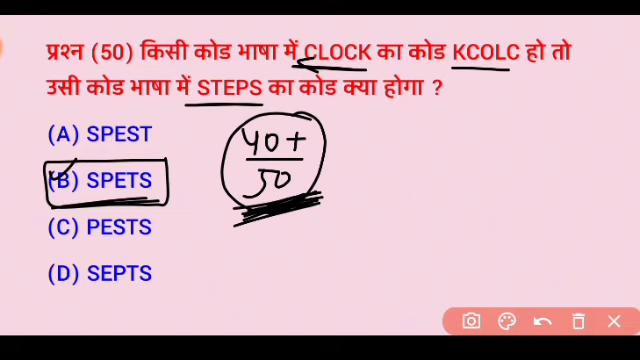 प्रश्न (50) किसी कोड भाषा में CLOCK का कोड KCOLC हो तो
उसी कोड भाषा में STEPS का कोड क्या होगा ?
(A) SPEST
(B) SPETS
(C) PESTS
(D) SEPTS
40+
50